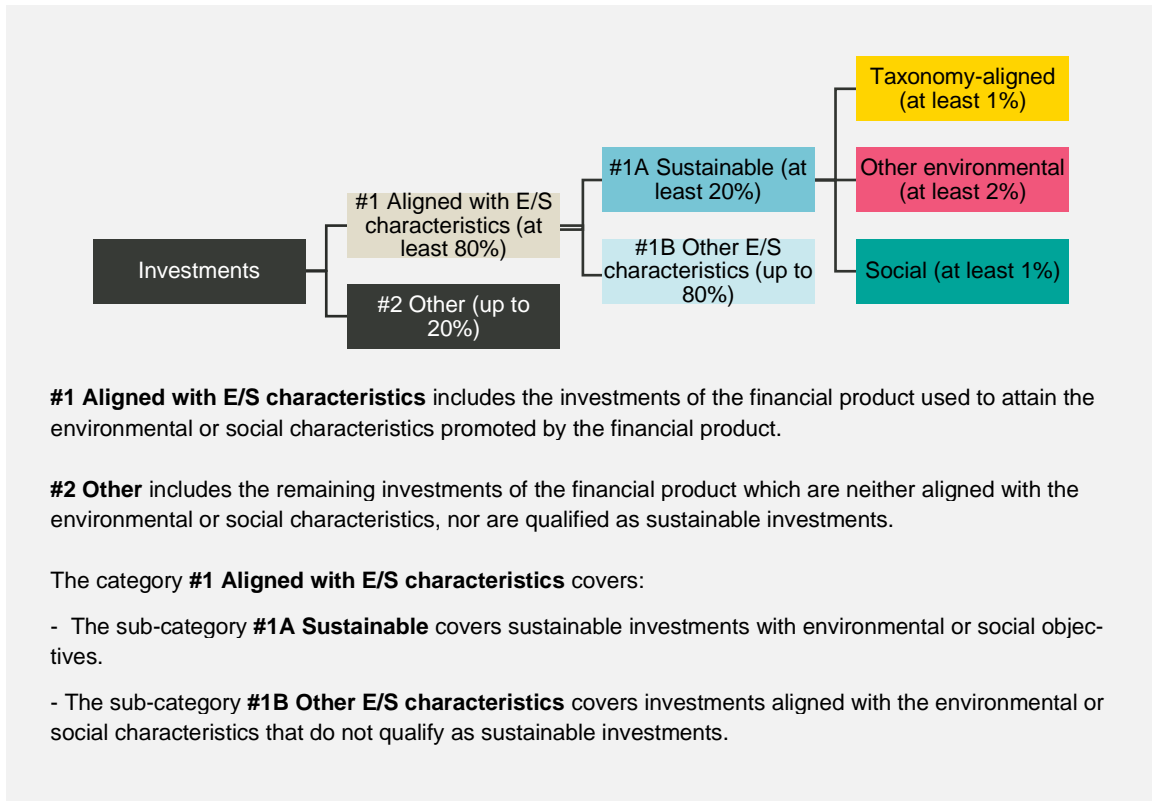 Taxonomy-aligned
(at least 1%)
#1A Sustainable (at
least 20%)
Other environmental
(at least 2%)
#1 Aligned with E/S
characteristics (at
least 80%)
Investments
#1B Other E/S
characteristics (up to
80%)
Social (at least 1%)
#2 Other (up to
20%)
#1 Aligned with E/S characteristics includes the investments of the financial product used to attain the
environmental or social characteristics promoted by the financial product.
#2 Other includes the remaining investments of the financial product which are neither aligned with the
environmental or social characteristics, nor are qualified as sustainable investments.
The category #1 Aligned with E/S characteristics covers:
- The sub-category #1A Sustainable covers sustainable investments with environmental or social objec-
tives.
- The sub-category #1B Other E/S characteristics covers investments aligned with the environmental or
social characteristics that do not qualify as sustainable investments.